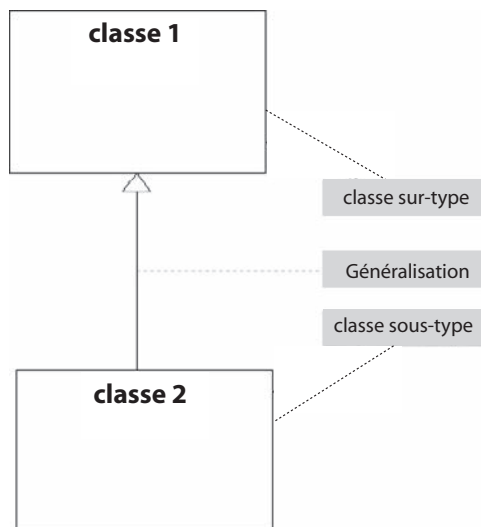 classe 1
classe sur-type
Généralisation
classe sous-type
classe 2